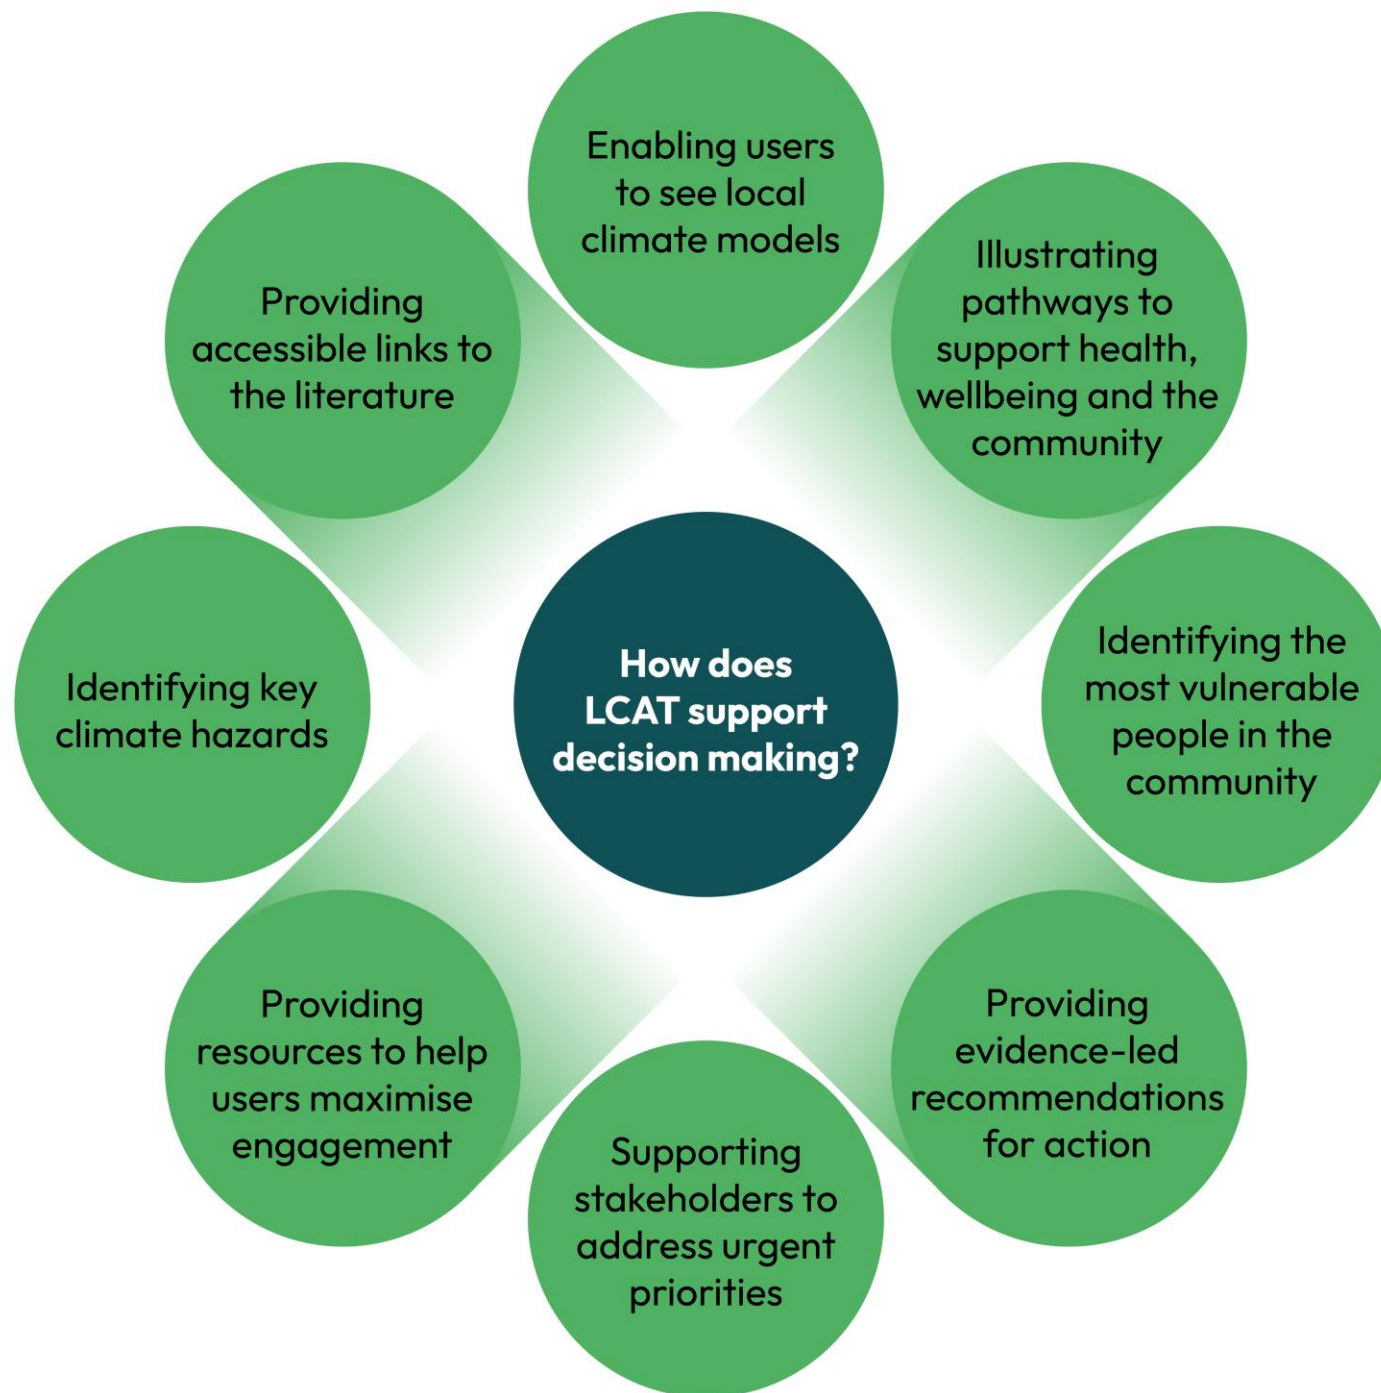 Enabling users
to see local
climate models
Illustrating
pathways to
support health,
wellbeing and the
community
Identifying the
most vulnerable
people in the
community
Providing
evidence-led
recommendations
for action
Supporting
stakeholders to
address urgent
priorities
Providing
resources to help
users maximise
engagement
Identifying key
climate hazards
Providing
accessible links to
the literature
How does
LCAT support
decision making?